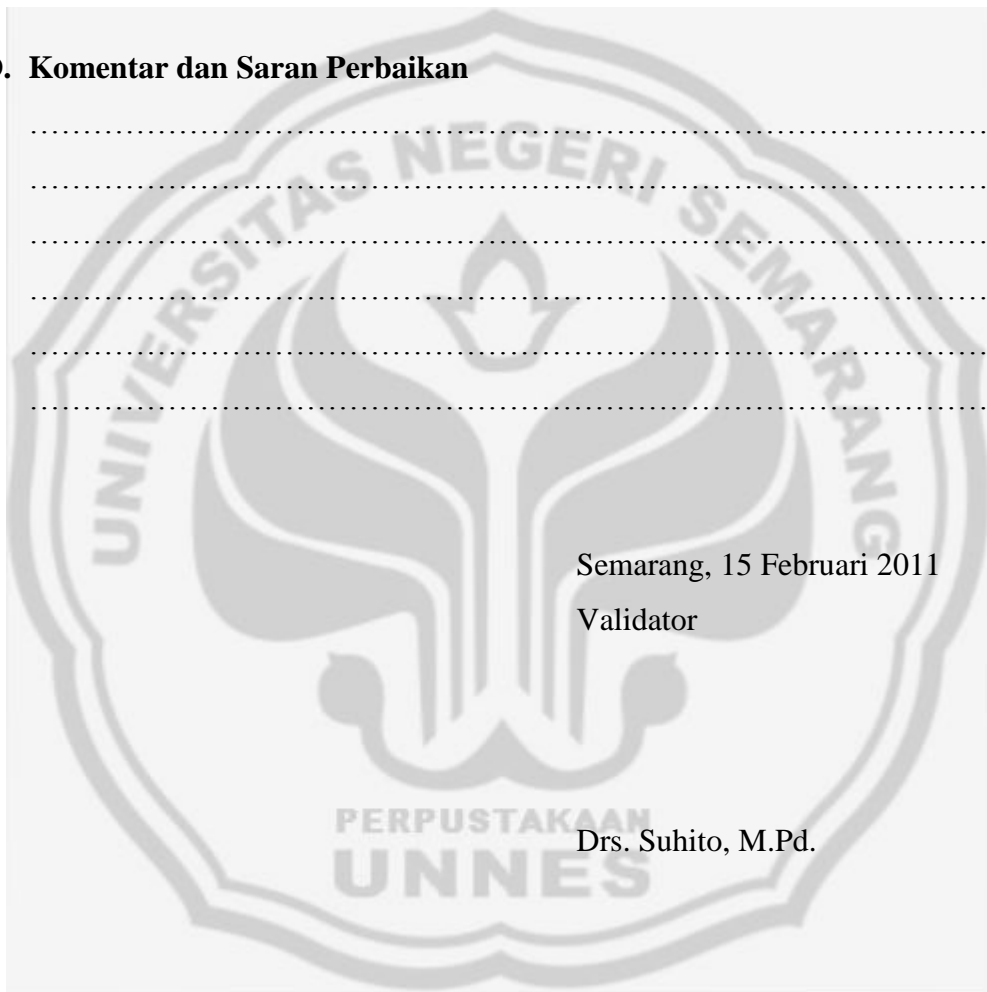 . Komentar dan Saran Perbaikan
………………………………………………………………………………
………………………………………………………………………………
………………………………………………………………………………
………………………………………………………………………………
………………………………………………………………………………
………………………………………………………………………………
UNIVERSITAS NEGERI SEMARANG
Semarang, 15 Februari 2011
Validator
Drs. Suhito, M.Pd.
PERPUSTAKAAN
UNNES